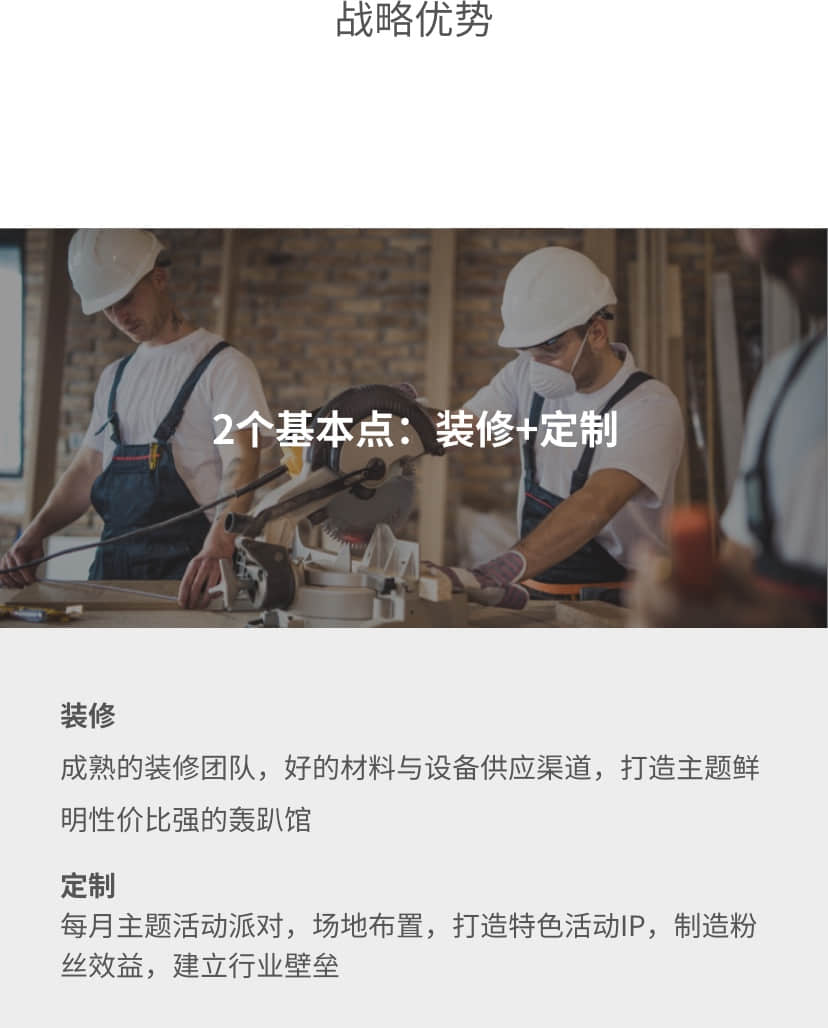 战略优势
2个基本点：装修+定制
装修
成熟的装修团队，好的材料与设备供应渠道，打造主题鲜
明性价比强的轰趴馆
定制
每月主题活动派对，场地布置，打造特色活动IP，制造粉
丝效益，建立行业壁垒